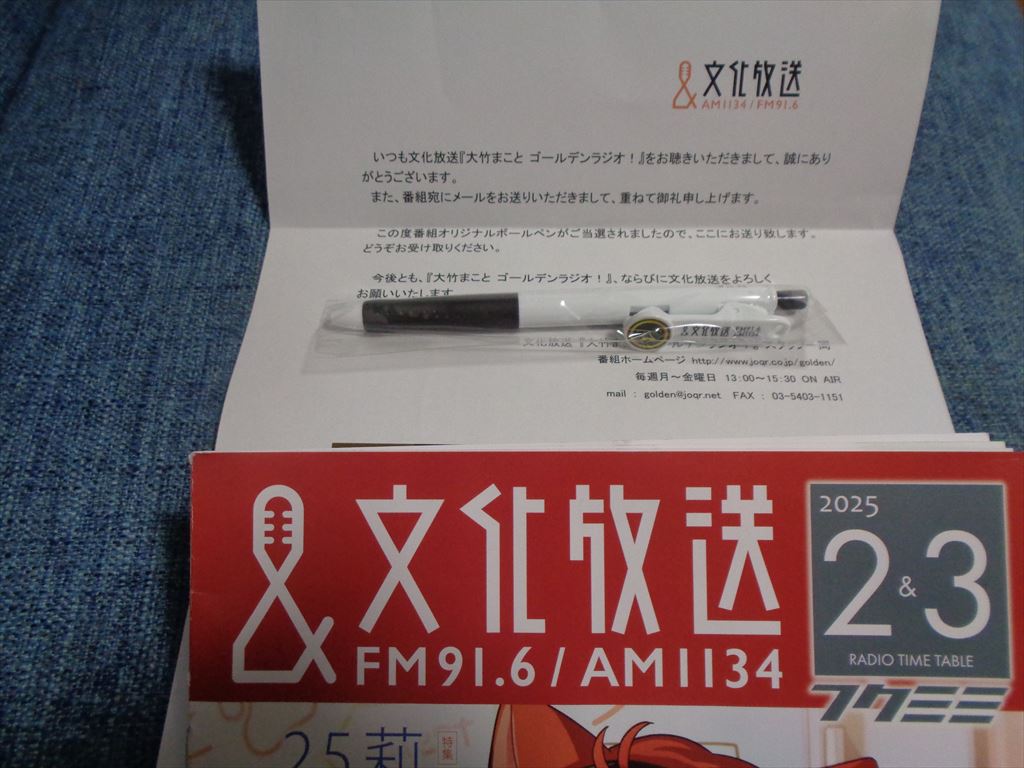 文化放送
AM1134/FM91.6
いつも文化放送『大竹まこと ゴールデンラジオ！』をお聴きいただきまして、誠にあり
がとうございます。
また、番組宛にメールをお送りいただきまして、重ねて御礼申し上げます。
この度番組オリジナルボールペンがご当選されましたので、ここにお送り致します。
どうぞお受け取りください。
今後とも、『大竹まこと ゴールデンラジオ！』、ならびに文化放送をよろしく
お願いいたします
文化放送
文化放送『大竹
番組ホームページ http://www.joqr.co.jp/golden/
毎週月～金曜日 13:00～15:30 ON AIR
mail : golden@joqr.net FAX : 03-5403-1151
文化放送
FM91.6/AM1134
2025
2&3
RADIO TIME TABLE
フクミミ
25莉
特集